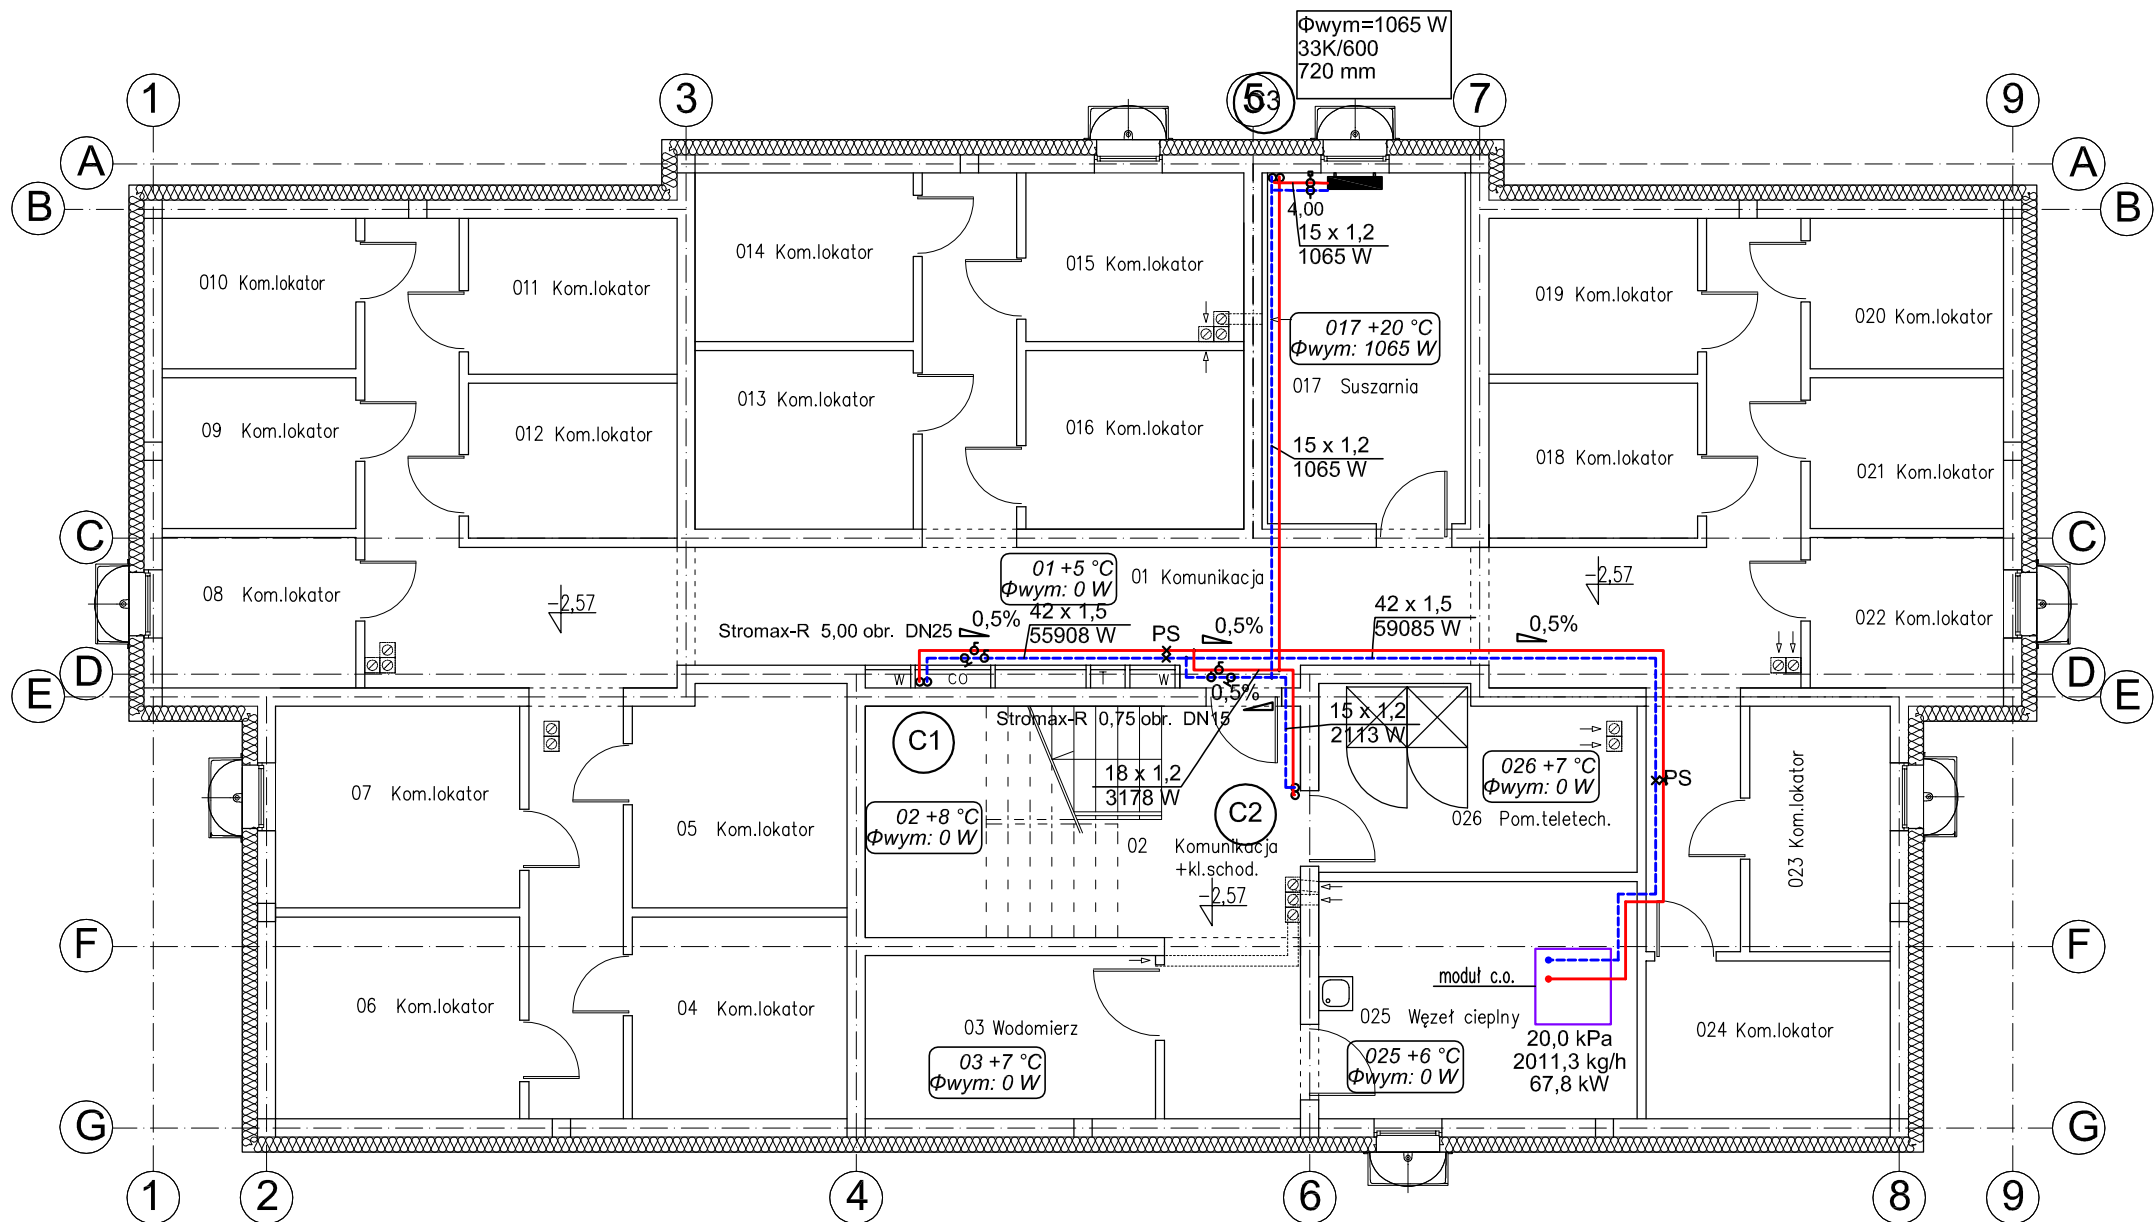 Φwym=1065 W
33K/600
720 mm
1
3
5
7
9
A
A
B
B
4,00
15 x 1,2
1065 W
014 Kom.lokator
015 Kom.lokator
010 Kom.lokator
011 Kom.lokator
019 Kom.lokator
020 Kom.lokator
017 +20 °C
Φwym: 1065 W
017 Suszarnia
013 Kom.lokator
016 Kom.lokator
09 Kom.lokator
012 Kom.lokator
15 x 1,2
1065 W
018 Kom.lokator
021 Kom.lokator
C
C
01 +5 °C
Φwym: 0 W
01 Komunikacja
-2,57
-2,57
08 Kom.lokator
022 Kom.lokator
Stromax-R 5,00 obr. DN25
0,5%
42 x 1,5
55908 W
PS
0,5%
42 x 1,5
59085 W
0,5%
D
D
E
E
W
CO
T
W
0,5%
Stromax-R 0,75 obr. DN15
15 x 1,2
2113 W
C1
18 x 1,2
3178 W
C2
026 +7 °C
Φwym: 0 W
026 Pom.teletech.
PS
023 Kom.lokator
07 Kom.lokator
05 Kom.lokator
02 +8 °C
Φwym: 0 W
02 Komunikacja
+kl.schod.
-2,57
F
F
06 Kom.lokator
04 Kom.lokator
03 Wodomierz
03 +7 °C
Φwym: 0 W
moduł c.o.
025 Węzeł cieplny
025 +6 °C
Φwym: 0 W
20,0 kPa
2011,3 kg/h
67,8 kW
024 Kom.lokator
G
G
1
2
4
6
8
9